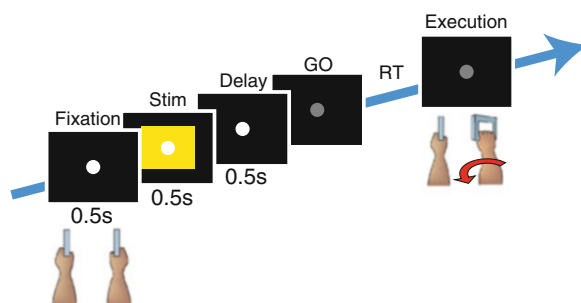 Fixation
Stim
Delay
GO
RT
Execution
0.5s
0.5s
0.5s